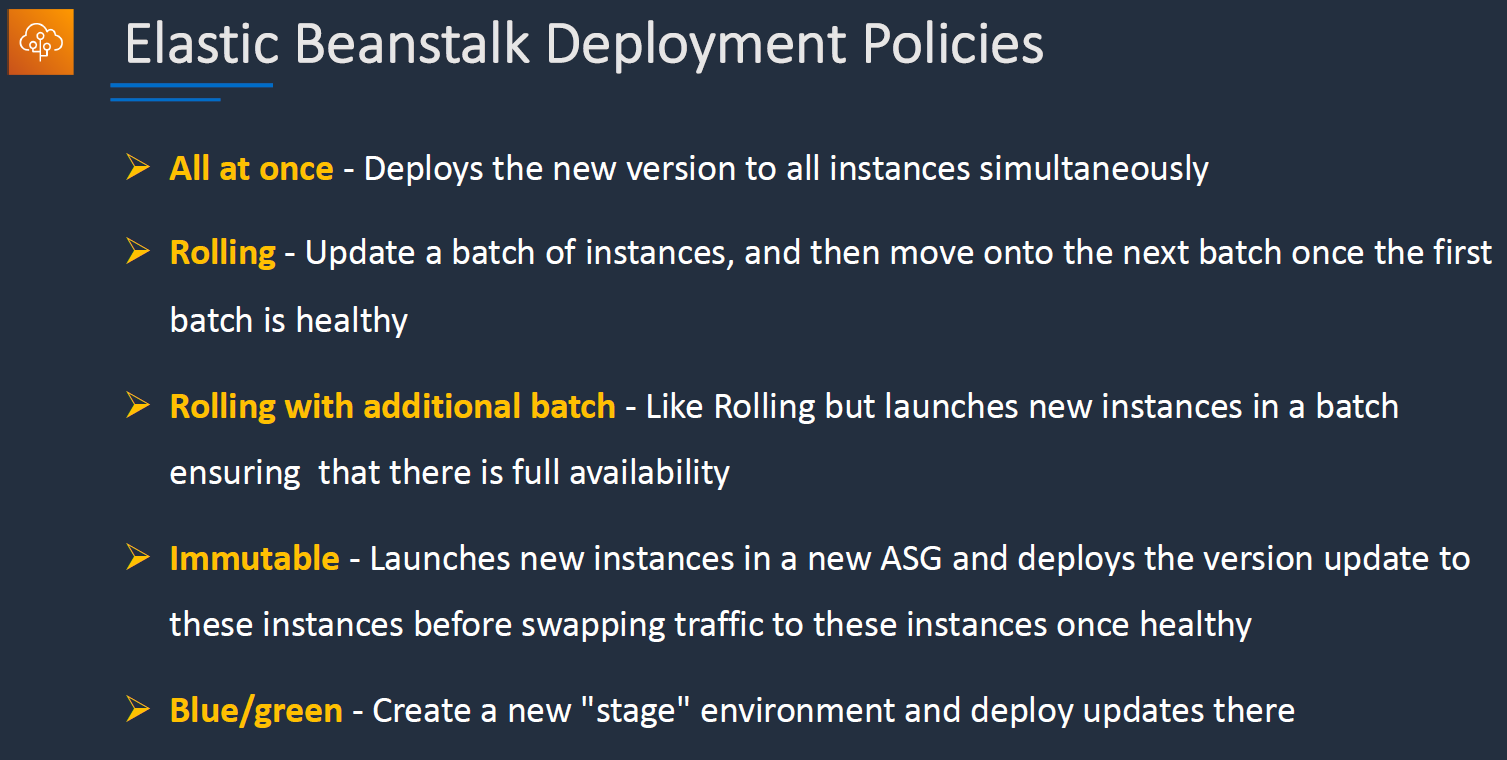 Elastic Beanstalk Deployment Policies
All at once - Deploys the new version to all instances simultaneously
Rolling - Update a batch of instances, and then move onto the next batch once the first
batch is healthy
Rolling with additional batch - Like Rolling but launches new instances in a batch
ensuring  that there is full availability
Immutable - Launches new instances in a new ASG and deploys the version update to
these instances before swapping traffic to these instances once healthy
Blue/green - Create a new "stage" environment and deploy updates there